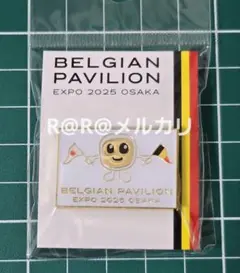 BELGIAN
PAVILION
EXPO 2025 OSAKA
R@R@メルカリ
BELGIAN PAVILION
EXPO 2025 OSAKA